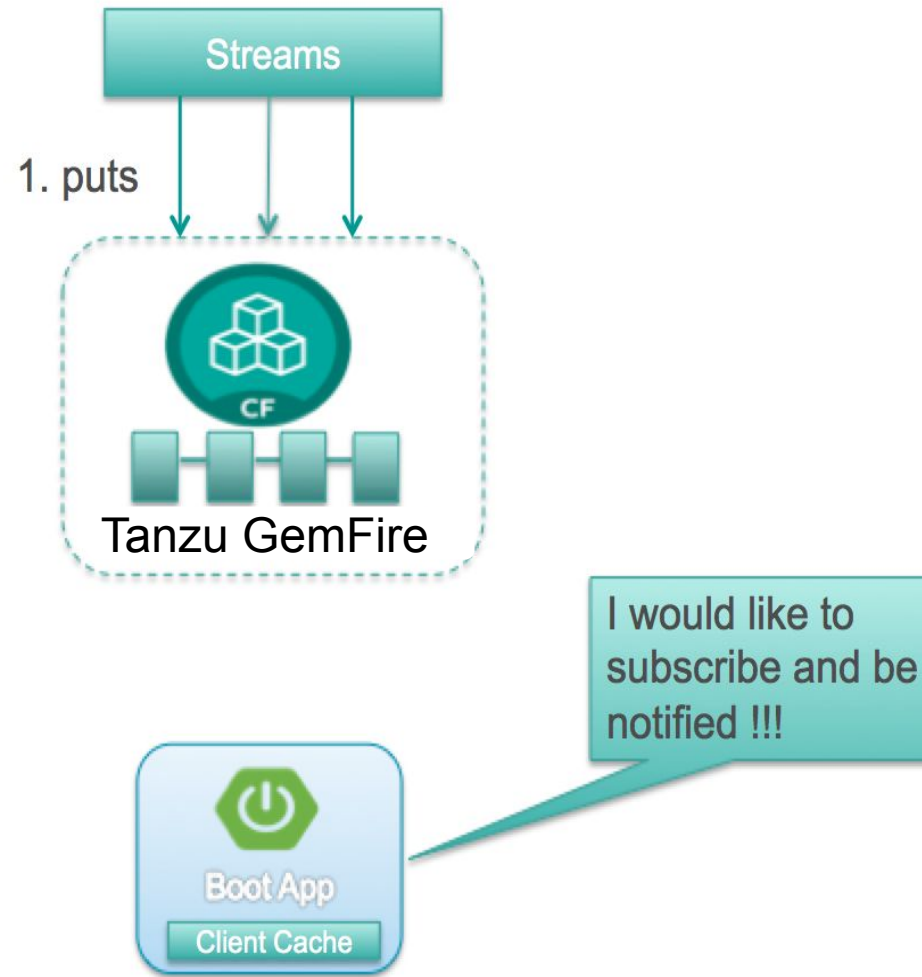 Streams
1. puts
CF
Tanzu GemFire
I would like to
subscribe and be
notified !!!
Boot App
Client Cache